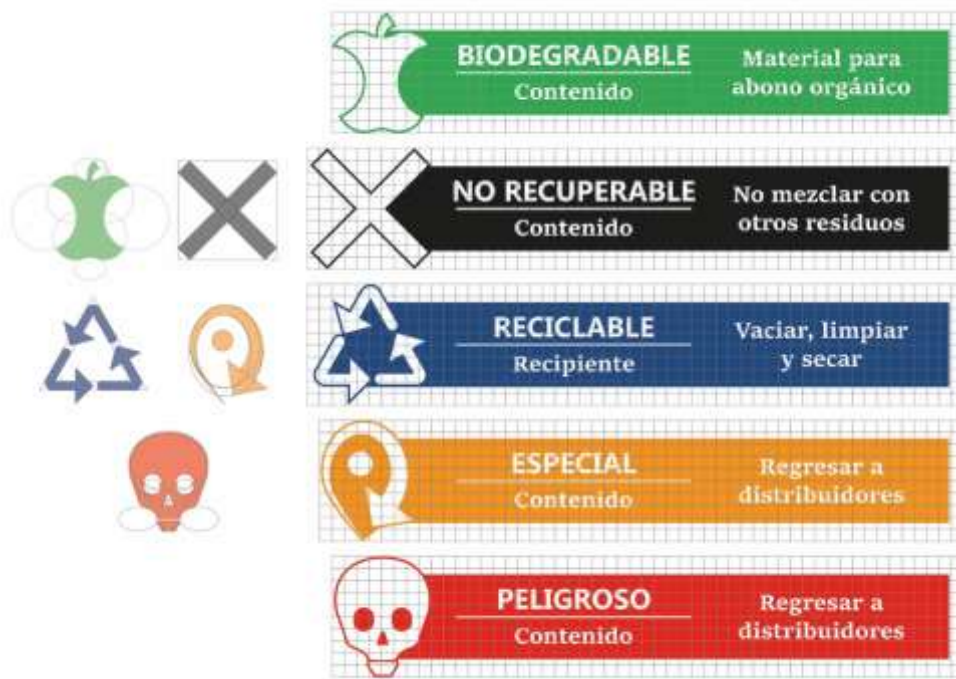 BIODEGRADABLE
Contenido
Material para
abono orgánico
NO RECUPERABLE
Contenido
No mezclar con
otros residuos
RECICLABLE
Recipiente
Vaciar, limpiar
y secar
ESPECIAL
Contenido
Regresar a
distribuidores
PELIGROSO
Contenido
Regresar a
distribuidores